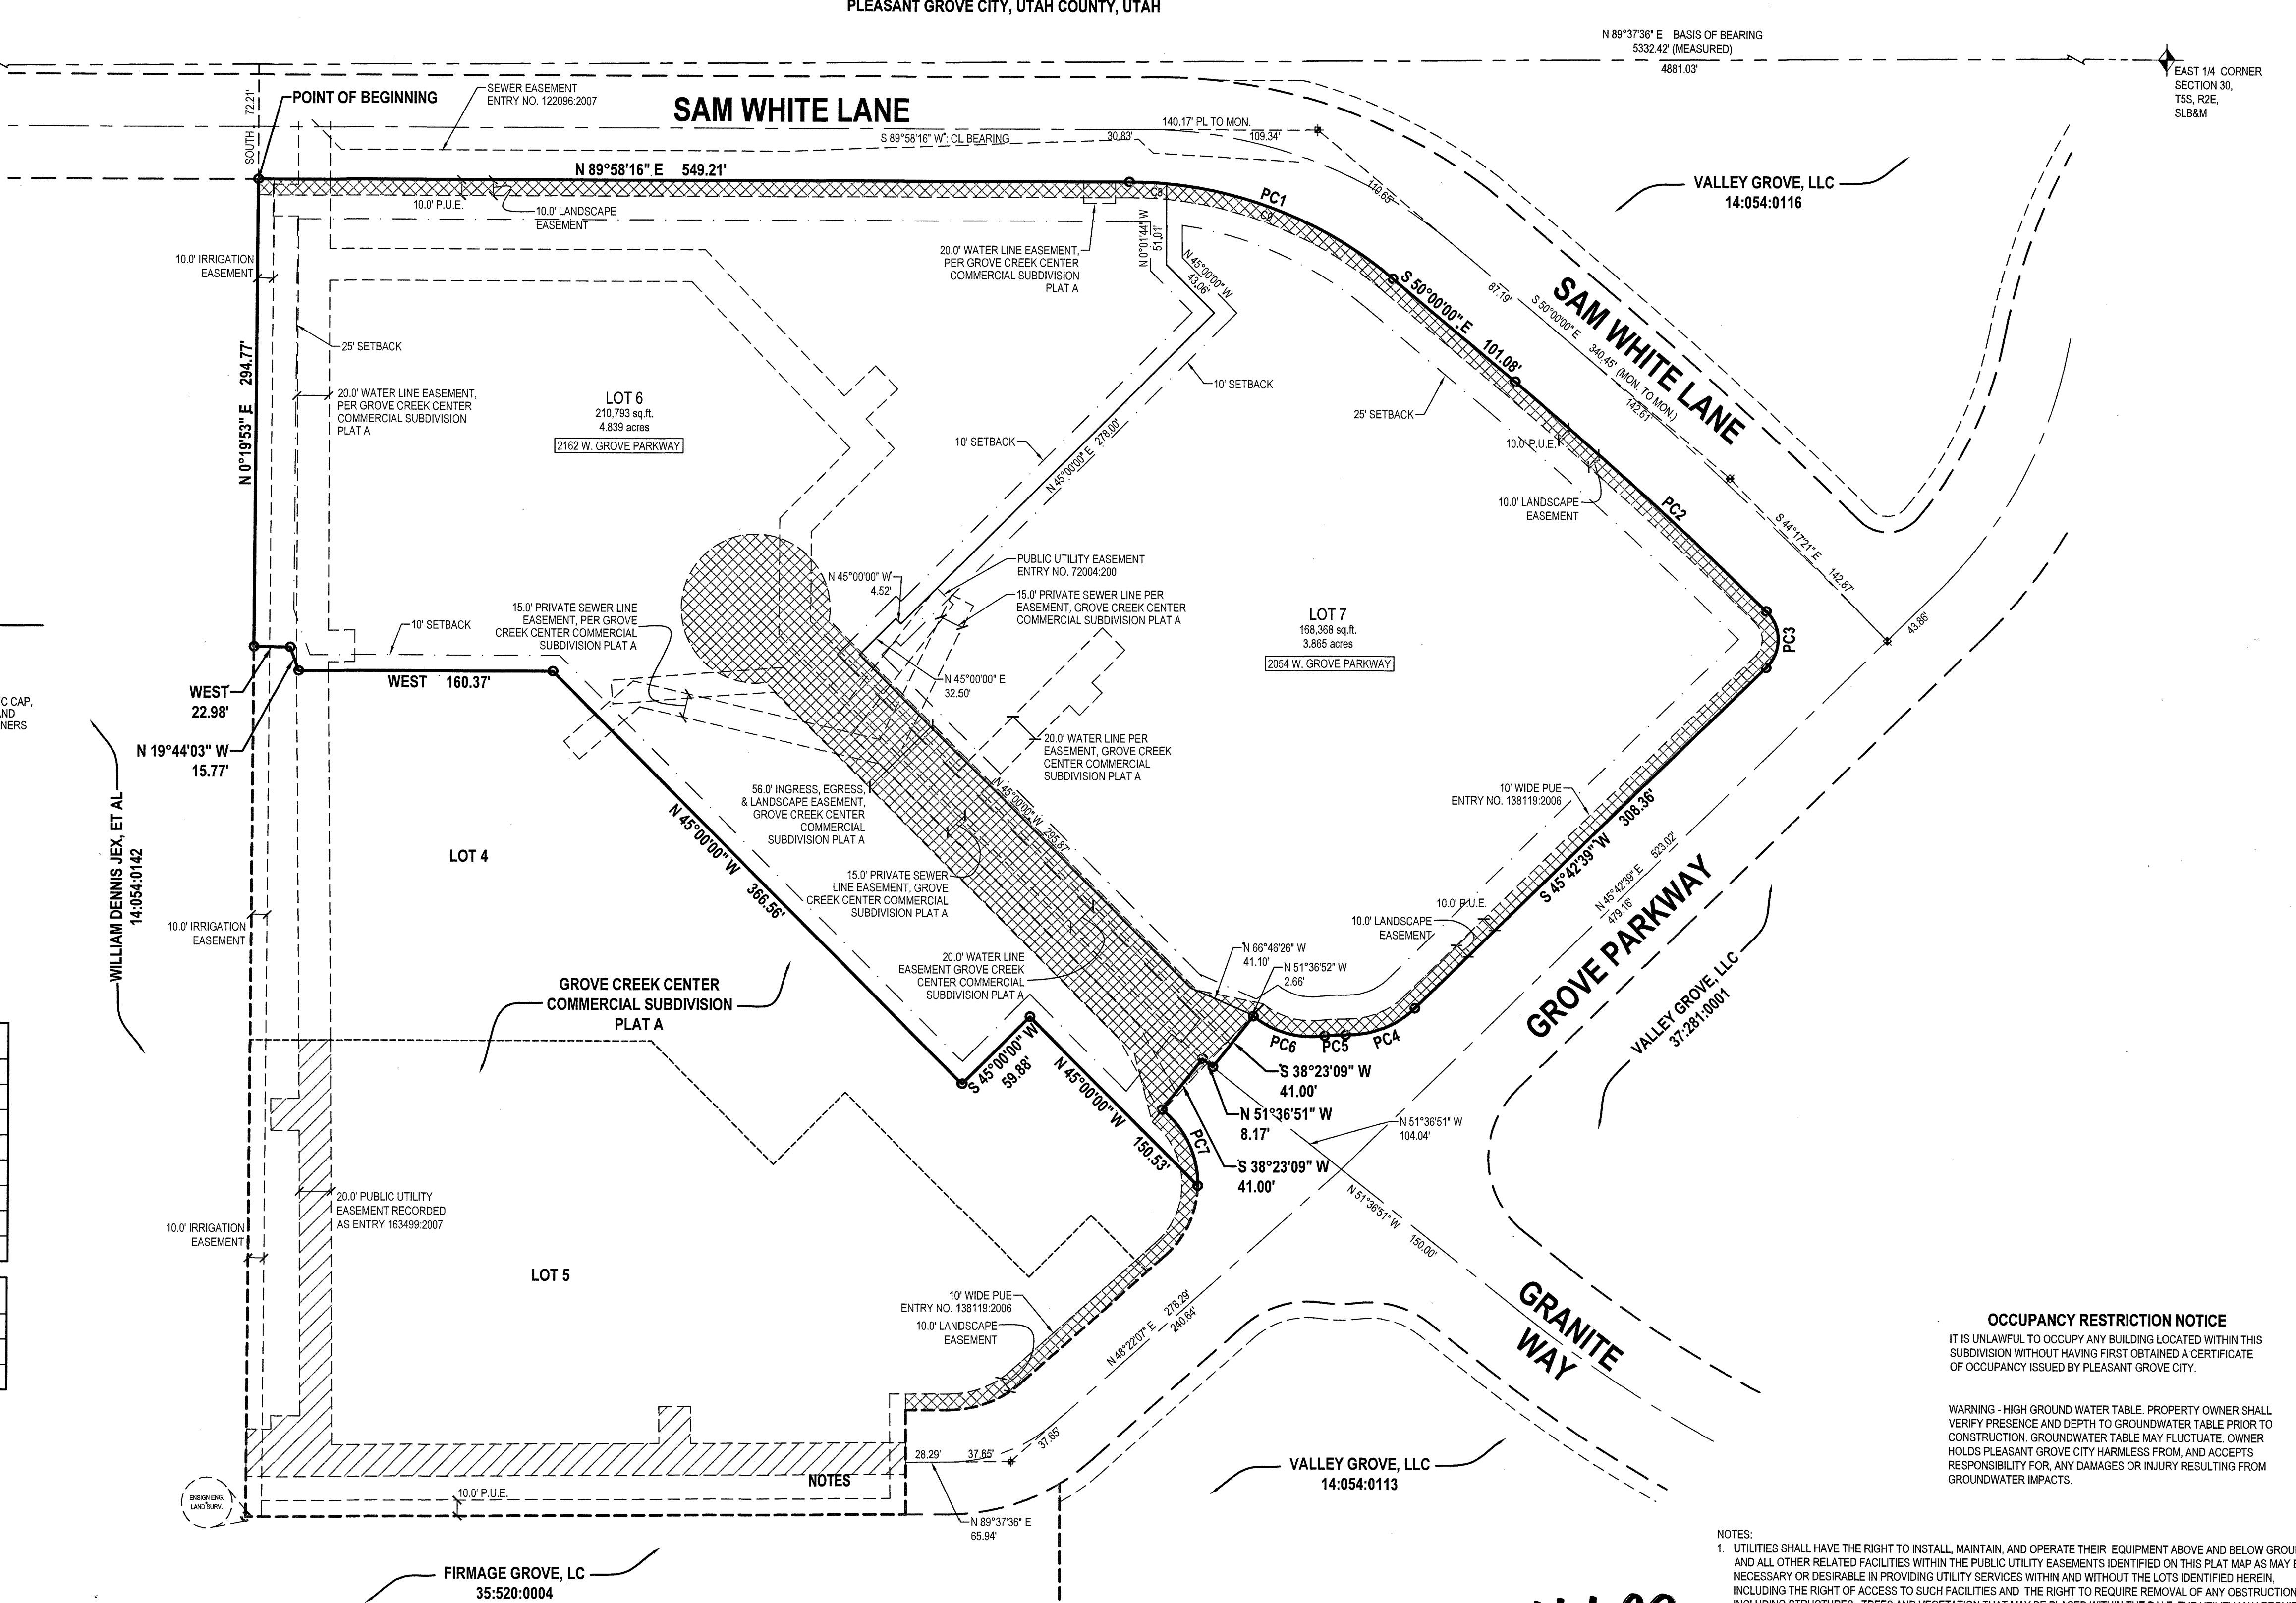 PLEASANT GROVE CITY, UTAH COUNTY, UTAH
N 89°37'36" E BASIS OF BEARING
5332.42' (MEASURED)
4881.03'
EAST 1/4 CORNER
SECTION 30,
T5S, R2E,
SLB&M
SOUTH 72.21'
POINT OF BEGINNING
SEWER EASEMENT
ENTRY NO. 122096:2007
SAM WHITE LANE
S 89°58'16" W: CL BEARING
30.83'
140.17' PL TO MON.
109.34'
110.65'
N 89°58'16" E 549.21'
10.0' P.U.E.
10.0' LANDSCAPE
EASEMENT
C8
PC1
C9
VALLEY GROVE, LLC
14:054:0116
10.0' IRRIGATION
EASEMENT
20.0' WATER LINE EASEMENT,
PER GROVE CREEK CENTER
COMMERCIAL SUBDIVISION
PLAT A
N 0°01'44" W
51.01'
N 45°00'00" W
43.06'
S 50°00'00" E 101.08'
87.19'
S 50°00'00" E 340.45' (MON. TO MON.)
142.61'
SAM WHITE LANE
N 0°19'53" E 294.77'
25' SETBACK
20.0' WATER LINE EASEMENT,
PER GROVE CREEK CENTER
COMMERCIAL SUBDIVISION
PLAT A
LOT 6
210,793 sq.ft.
4.839 acres
2162 W. GROVE PARKWAY
10' SETBACK
10' SETBACK
N 45°00'00" E 278.00'
25' SETBACK
10.0' P.U.E.
10.0' LANDSCAPE
EASEMENT
PC2
S 44°17'21" E 142.87'
43.86'
PC3
N 45°00'00" W
4.52'
PUBLIC UTILITY EASEMENT
ENTRY NO. 72004:200
15.0' PRIVATE SEWER LINE PER
EASEMENT, GROVE CREEK CENTER
COMMERCIAL SUBDIVISION PLAT A
15.0' PRIVATE SEWER LINE
EASEMENT, PER GROVE
CREEK CENTER COMMERCIAL
SUBDIVISION PLAT A
10' SETBACK
LOT 7
168,368 sq.ft.
3.865 acres
2054 W. GROVE PARKWAY
N 45°00'00" E
32.50'
WEST
22.98'
WEST 160.37'
N 19°44'03" W
15.77'
IC CAP,
AND
NERS
20.0' WATER LINE PER
EASEMENT, GROVE CREEK
CENTER COMMERCIAL
SUBDIVISION PLAT A
56.0' INGRESS, EGRESS,
& LANDSCAPE EASEMENT,
GROVE CREEK CENTER
COMMERCIAL
SUBDIVISION PLAT A
N 45°00'00" W 295.87'
10' WIDE PUE
ENTRY NO. 138119:2006
S 45°42'39" W 308.36'
N 45°42'39" E 523.02'
479.16'
GROVE PARKWAY
WILLIAM DENNIS JEX, ET AL
14:054:0142
LOT 4
N 45°00'00" W 366.56'
15.0' PRIVATE SEWER
LINE EASEMENT, GROVE
CREEK CENTER COMMERCIAL
SUBDIVISION PLAT A
10.0' IRRIGATION
EASEMENT
10.0' P.U.E.
10.0' LANDSCAPE
EASEMENT
N 66°46'26" W
41.10'
N 51°36'52" W
2.66'
20.0' WATER LINE
EASEMENT GROVE CREEK
CENTER COMMERCIAL
SUBDIVISION PLAT A
GROVE CREEK CENTER
COMMERCIAL SUBDIVISION
PLAT A
VALLEY GROVE, LLC
37:281:0001
PC6
PC5
PC4
S 45°00'00" W
59.88'
N 45°00'00" W 150.53'
S 38°23'09" W
41.00'
N 51°36'51" W
8.17'
N 51°36'51" W
104.04'
PC7
S 38°23'09" W
41.00'
20.0' PUBLIC UTILITY
EASEMENT RECORDED
AS ENTRY 163499:2007
10.0' IRRIGATION
EASEMENT
N 51°36'51" W 150.00'
LOT 5
10' WIDE PUE
ENTRY NO. 138119:2006
10.0' LANDSCAPE
EASEMENT
N 48°22'07" E 278.29'
240.64'
GRANITE
WAY
OCCUPANCY RESTRICTION NOTICE
IT IS UNLAWFUL TO OCCUPY ANY BUILDING LOCATED WITHIN THIS
SUBDIVISION WITHOUT HAVING FIRST OBTAINED A CERTIFICATE
OF OCCUPANCY ISSUED BY PLEASANT GROVE CITY.
WARNING - HIGH GROUND WATER TABLE. PROPERTY OWNER SHALL
VERIFY PRESENCE AND DEPTH TO GROUNDWATER TABLE PRIOR TO
CONSTRUCTION. GROUNDWATER TABLE MAY FLUCTUATE. OWNER
HOLDS PLEASANT GROVE CITY HARMLESS FROM, AND ACCEPTS
RESPONSIBILITY FOR, ANY DAMAGES OR INJURY RESULTING FROM
GROUNDWATER IMPACTS.
28.29'
37.65'
37.65'
NOTES
VALLEY GROVE, LLC
14:054:0113
ENSIGN ENG.
LAND SURV.
10.0' P.U.E.
N 89°37'36" E
65.94'
FIRMAGE GROVE, LC
35:520:0004
NOTES:
1. UTILITIES SHALL HAVE THE RIGHT TO INSTALL, MAINTAIN, AND OPERATE THEIR EQUIPMENT ABOVE AND BELOW GROU
AND ALL OTHER RELATED FACILITIES WITHIN THE PUBLIC UTILITY EASEMENTS IDENTIFIED ON THIS PLAT MAP AS MAY B
NECESSARY OR DESIRABLE IN PROVIDING UTILITY SERVICES WITHIN AND WITHOUT THE LOTS IDENTIFIED HEREIN,
INCLUDING THE RIGHT OF ACCESS TO SUCH FACILITIES AND THE RIGHT TO REQUIRE REMOVAL OF ANY OBSTRUCTION